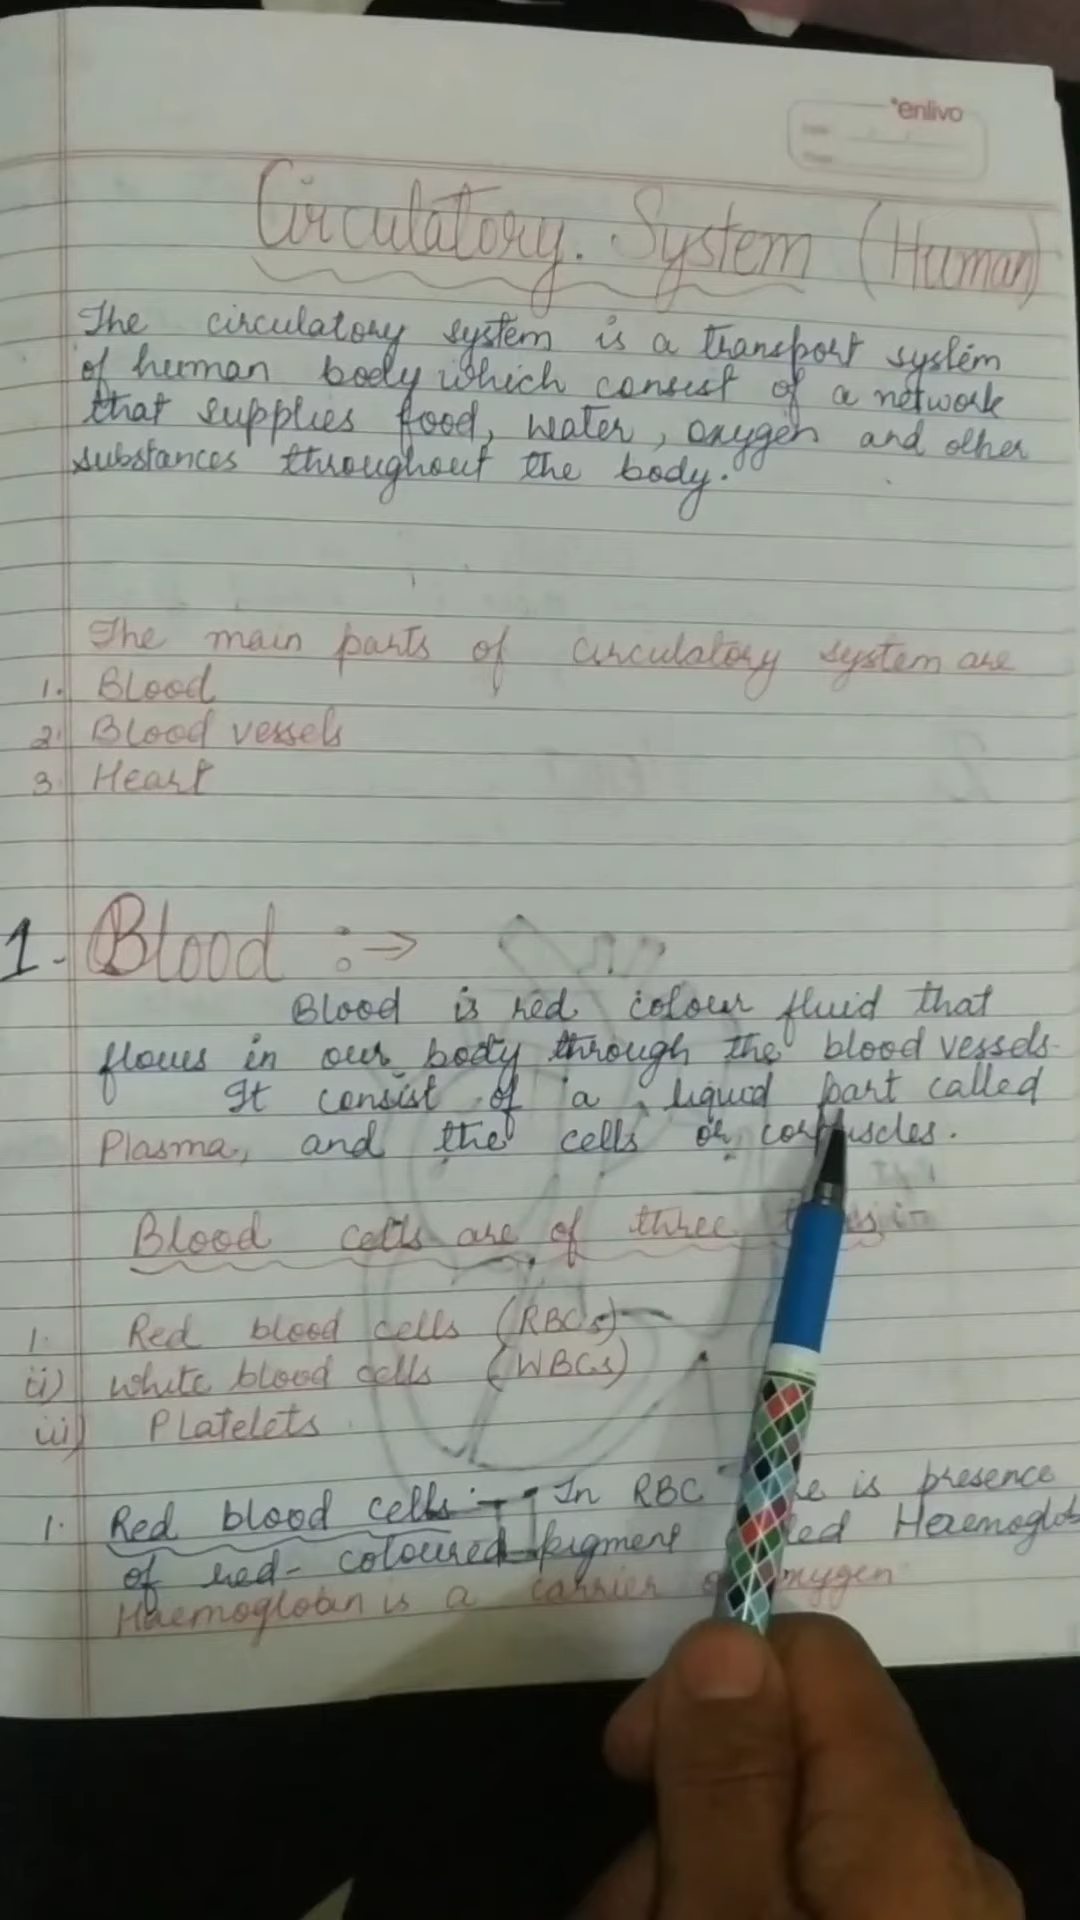 enlivo
Circulatory. System (Human)
The circulatory system is a transport system
of human body which consist of a network
that supplies food, water, oxygen and other
substances throughout the body.
The main parts of circulatory system are
1. Blood
2. Blood vessels
3. Heart
1. Blood :→
Blood is red colour fluid that
flows in our body through the blood vessels.
It consist of a liquid part called
Plasma, and the cells or corpuscles.
Blood cells are of three
1. Red blood cells (RBCs)
ii) white blood cells (WBCs)
iii) Platelets
1. Red blood cells :- In RBC is presence
of red-coloured pigment
Haemoglobin is a carrier oxygen